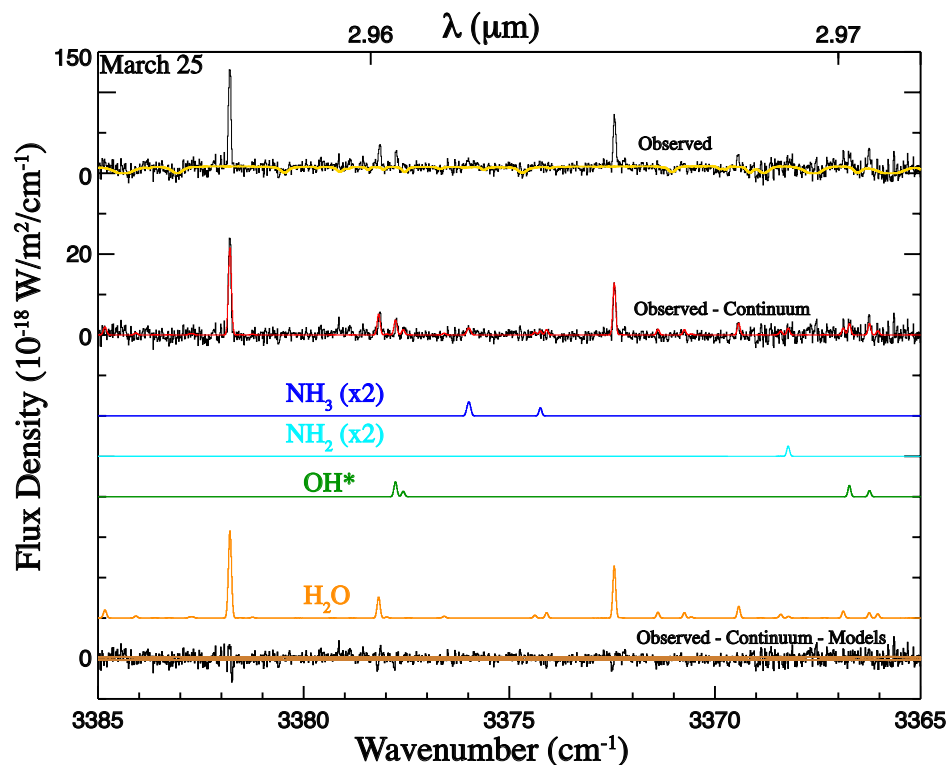 λ (μm)
2.96 2.97
March 25
150
Observed
0
20
Observed - Continuum
0
NH3 (x2)
NH2 (x2)
OH*
H2O
Observed - Continuum - Models
0
Flux Density (10-18 W/m2/cm-1)
3385 3380 3375 3370 3365
Wavenumber (cm-1)